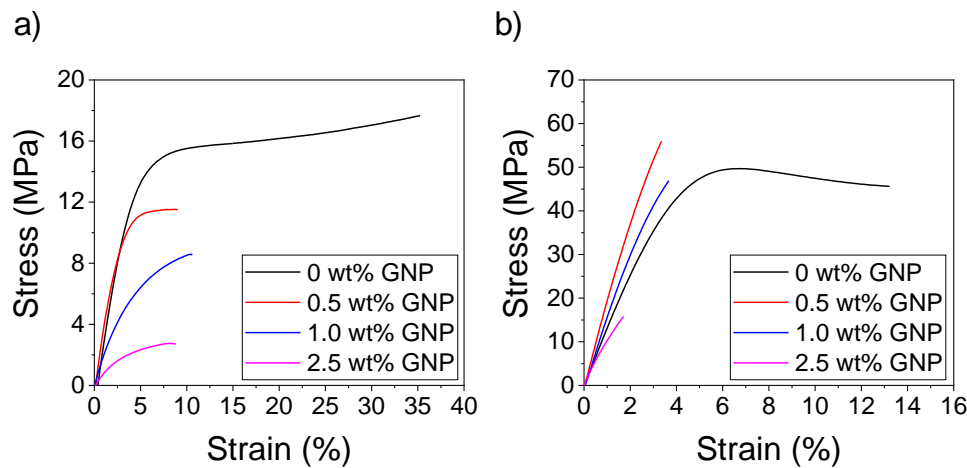 a)
20
16
12
8
4
0
Stress (MPa)
0 wt% GNP
0.5 wt% GNP
1.0 wt% GNP
2.5 wt% GNP
0 5 10 15 20 25 30 35 40
Strain (%)
b)
70
60
50
40
30
20
10
0
Stress (MPa)
0 wt% GNP
0.5 wt% GNP
1.0 wt% GNP
2.5 wt% GNP
0 2 4 6 8 10 12 14 16
Strain (%)